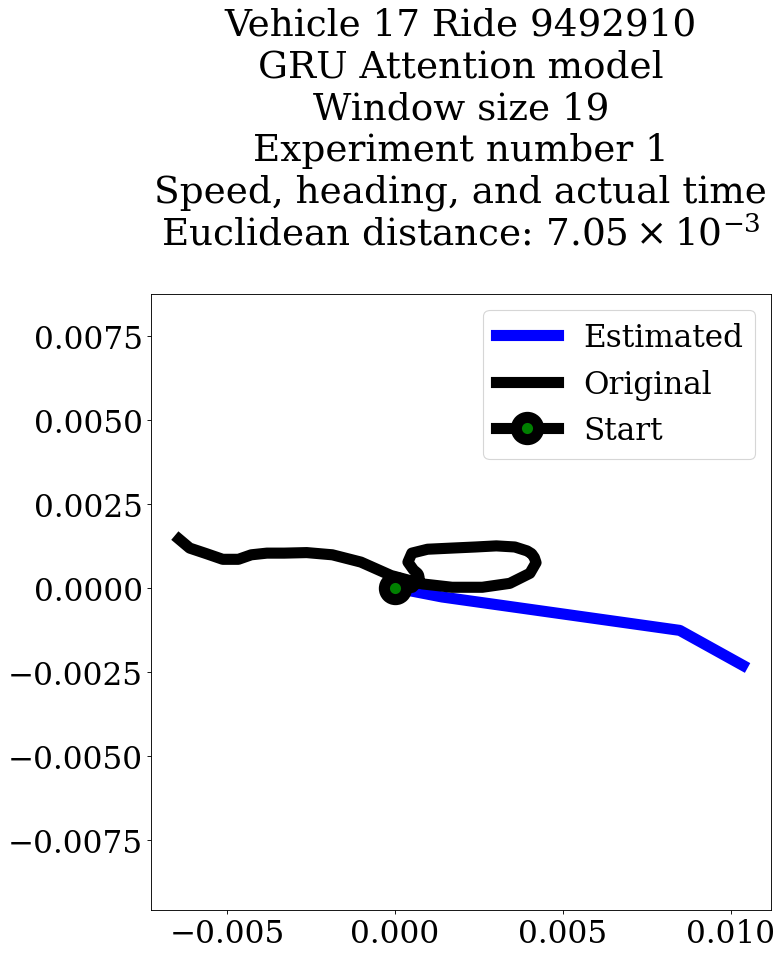 Vehicle 17 Ride 9492910
GRU Attention model
Window size 19
Experiment number 1
Speed, heading, and actual time
Euclidean distance: 7.05 × 10⁻³
Estimated
Original
Start
0.0075
0.0050
0.0025
0.0000
−0.0025
−0.0050
−0.0075
−0.005
0.000
0.005
0.010